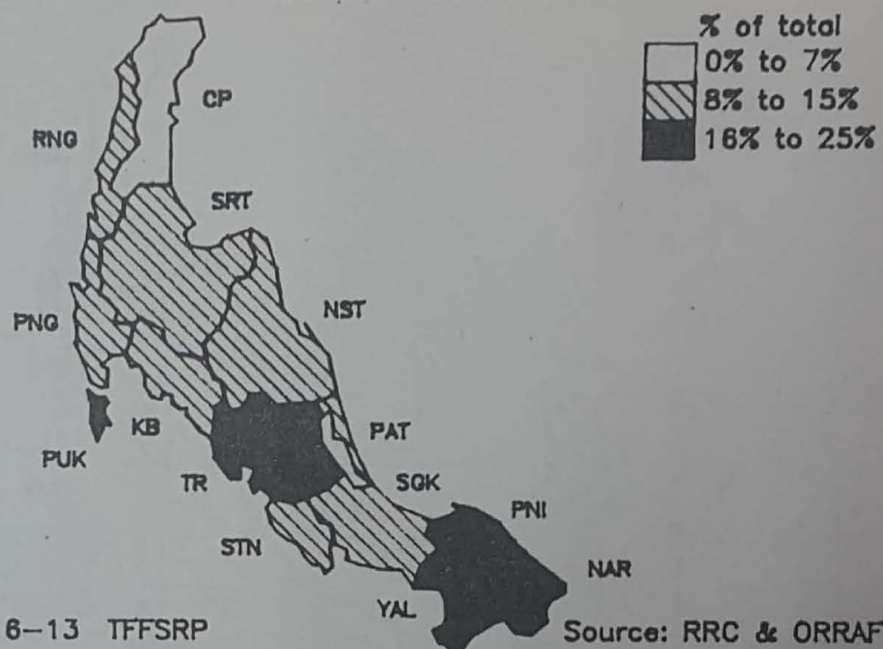 % of total
0% to 7%
8% to 15%
16% to 25%
CP
RNG
SRT
PNG
NST
KB
PUK
PAT
TR
SGK
PNI
STN
NAR
YAL
6-13 TFFSRP
Source: RRC & ORRAF